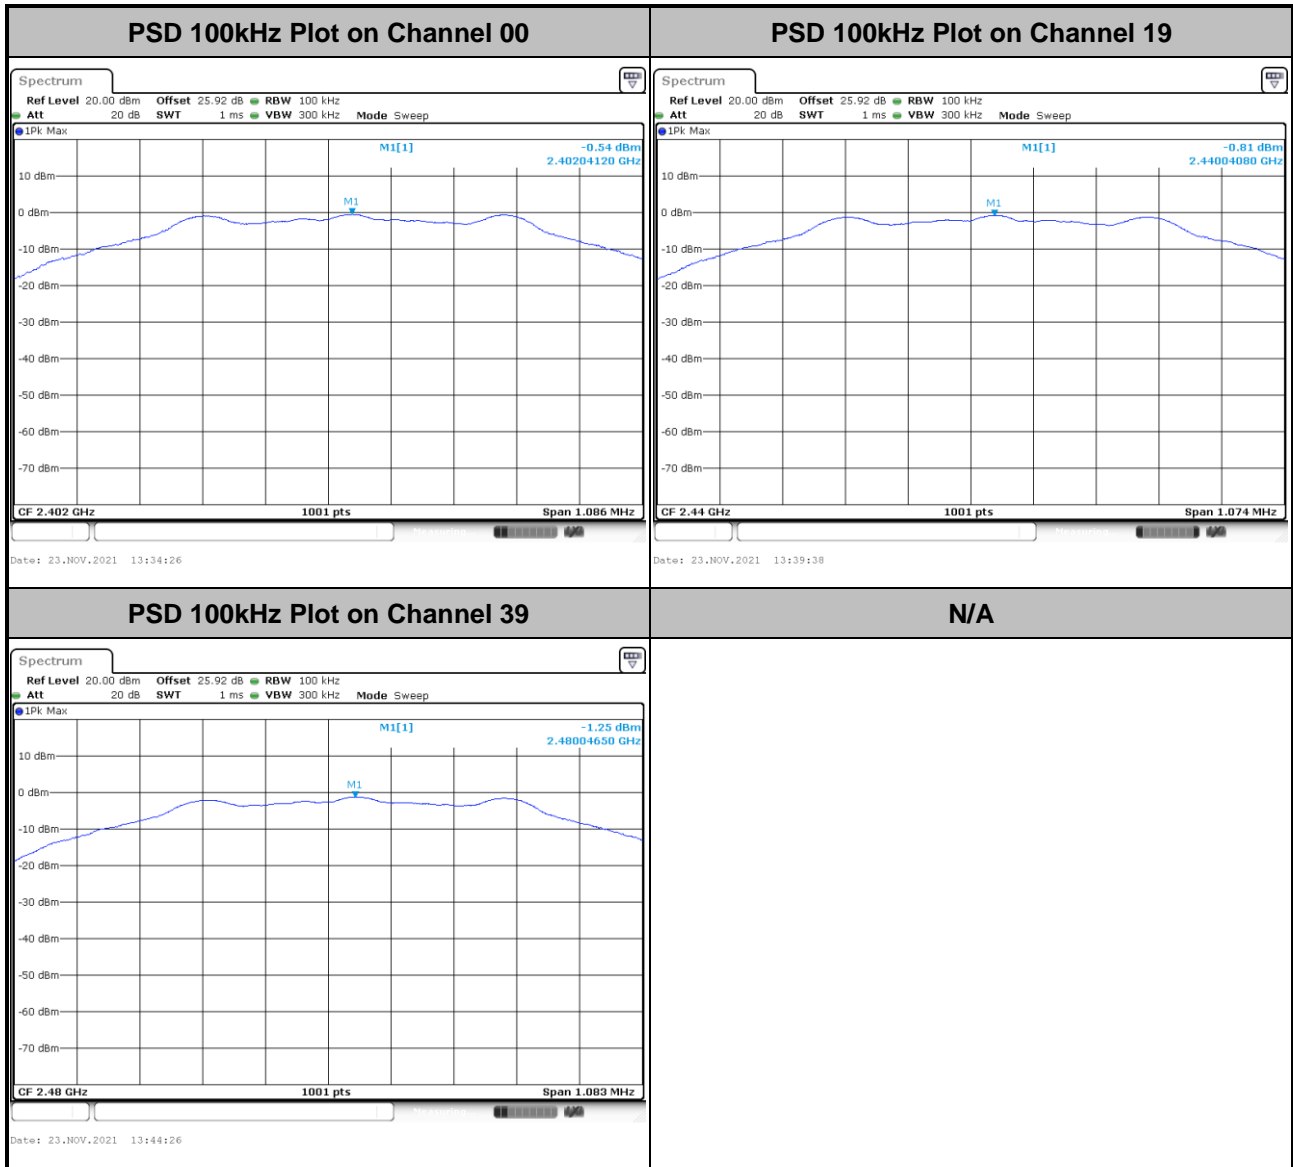 PSD 100kHz Plot on Channel 00
PSD 100kHz Plot on Channel 19
Spectrum
Ref Level 20.00 dBm Offset 25.92 dB RBW 100 kHz
Att 20 dB SWT 1 ms VBW 300 kHz Mode Sweep
1Pk Max
M1[1] -0.54 dBm
2.40204120 GHz
10 dBm
M1
0 dBm
-10 dBm
-20 dBm
-30 dBm
-40 dBm
-50 dBm
-60 dBm
-70 dBm
CF 2.402 GHz 1001 pts Span 1.086 MHz
Measuring...
Date: 23.NOV.2021 13:34:26
Spectrum
Ref Level 20.00 dBm Offset 25.92 dB RBW 100 kHz
Att 20 dB SWT 1 ms VBW 300 kHz Mode Sweep
1Pk Max
M1[1] -0.81 dBm
2.44004080 GHz
10 dBm
M1
0 dBm
-10 dBm
-20 dBm
-30 dBm
-40 dBm
-50 dBm
-60 dBm
-70 dBm
CF 2.44 GHz 1001 pts Span 1.074 MHz
Measuring...
Date: 23.NOV.2021 13:39:38
PSD 100kHz Plot on Channel 39
N/A
Spectrum
Ref Level 20.00 dBm Offset 25.92 dB RBW 100 kHz
Att 20 dB SWT 1 ms VBW 300 kHz Mode Sweep
1Pk Max
M1[1] -1.25 dBm
2.48004650 GHz
10 dBm
M1
0 dBm
-10 dBm
-20 dBm
-30 dBm
-40 dBm
-50 dBm
-60 dBm
-70 dBm
CF 2.48 GHz 1001 pts Span 1.083 MHz
Measuring...
Date: 23.NOV.2021 13:44:26